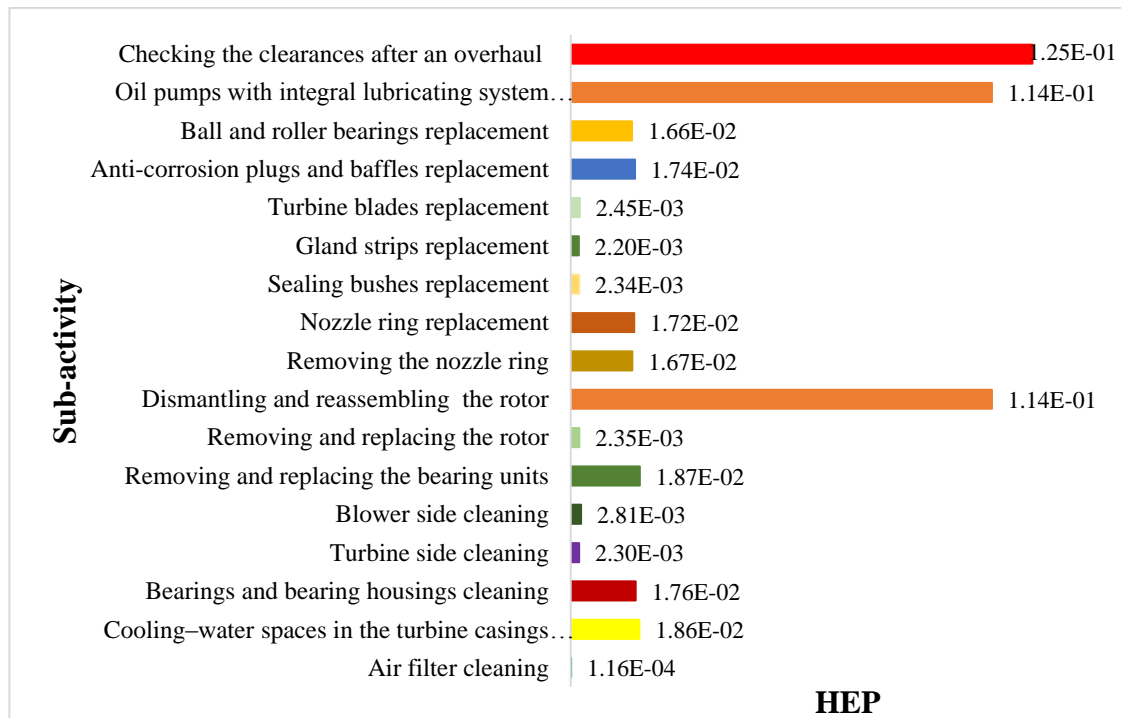 Checking the clearances after an overhaul 1.25E-01
Oil pumps with integral lubricating system… 1.14E-01
Ball and roller bearings replacement 1.66E-02
Anti-corrosion plugs and baffles replacement 1.74E-02
Turbine blades replacement 2.45E-03
Gland strips replacement 2.20E-03
Sealing bushes replacement 2.34E-03
Nozzle ring replacement 1.72E-02
Removing the nozzle ring 1.67E-02
Dismantling and reassembling the rotor 1.14E-01
Removing and replacing the rotor 2.35E-03
Removing and replacing the bearing units 1.87E-02
Blower side cleaning 2.81E-03
Turbine side cleaning 2.30E-03
Bearings and bearing housings cleaning 1.76E-02
Cooling–water spaces in the turbine casings… 1.86E-02
Air filter cleaning 1.16E-04
Sub-activity
HEP